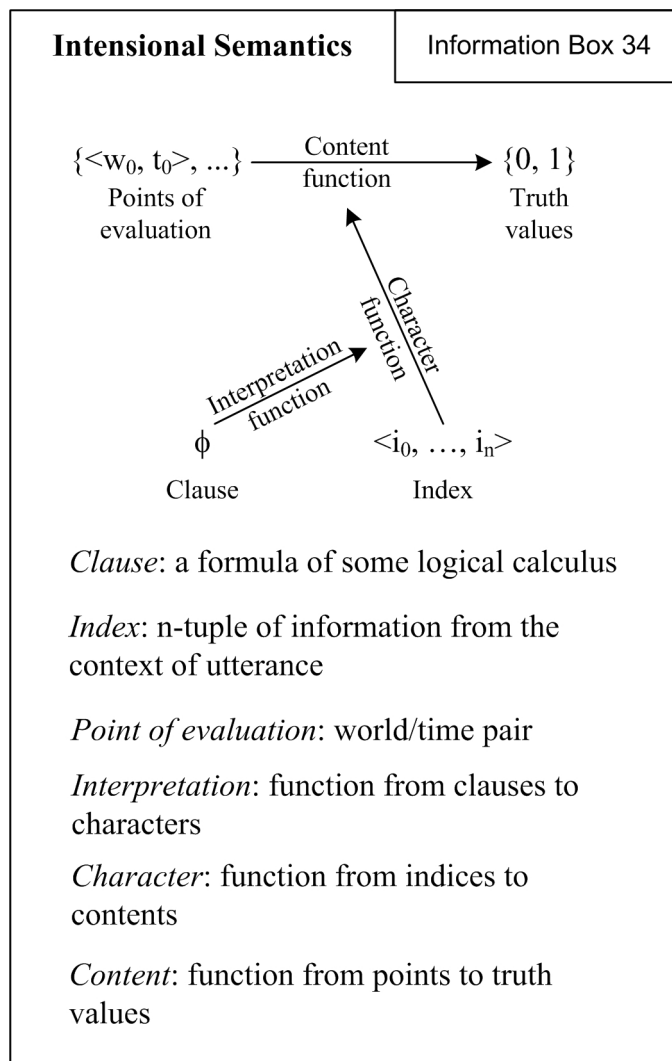 Intensional Semantics
Information Box 34
{<w₀, t₀>, ...}
Content
function
{0, 1}
Points of
evaluation
Truth
values
Character
function
Interpretation
function
ϕ
<i₀, …, iₙ>
Clause
Index
Clause: a formula of some logical calculus
Index: n-tuple of information from the
context of utterance
Point of evaluation: world/time pair
Interpretation: function from clauses to
characters
Character: function from indices to
contents
Content: function from points to truth
values